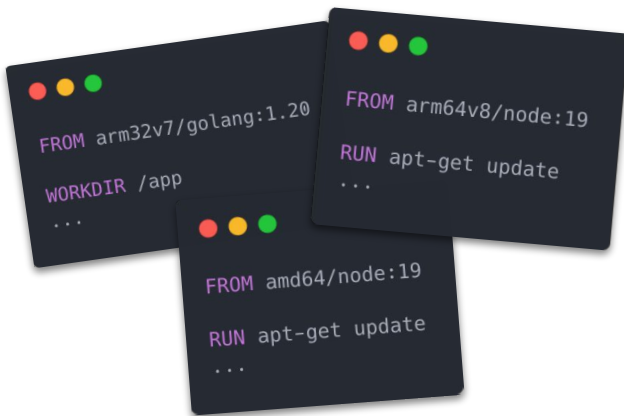 FROM arm32v7/golang:1.20
WORKDIR /app
...
FROM arm64v8/node:19
RUN apt-get update
...
FROM amd64/node:19
RUN apt-get update
...